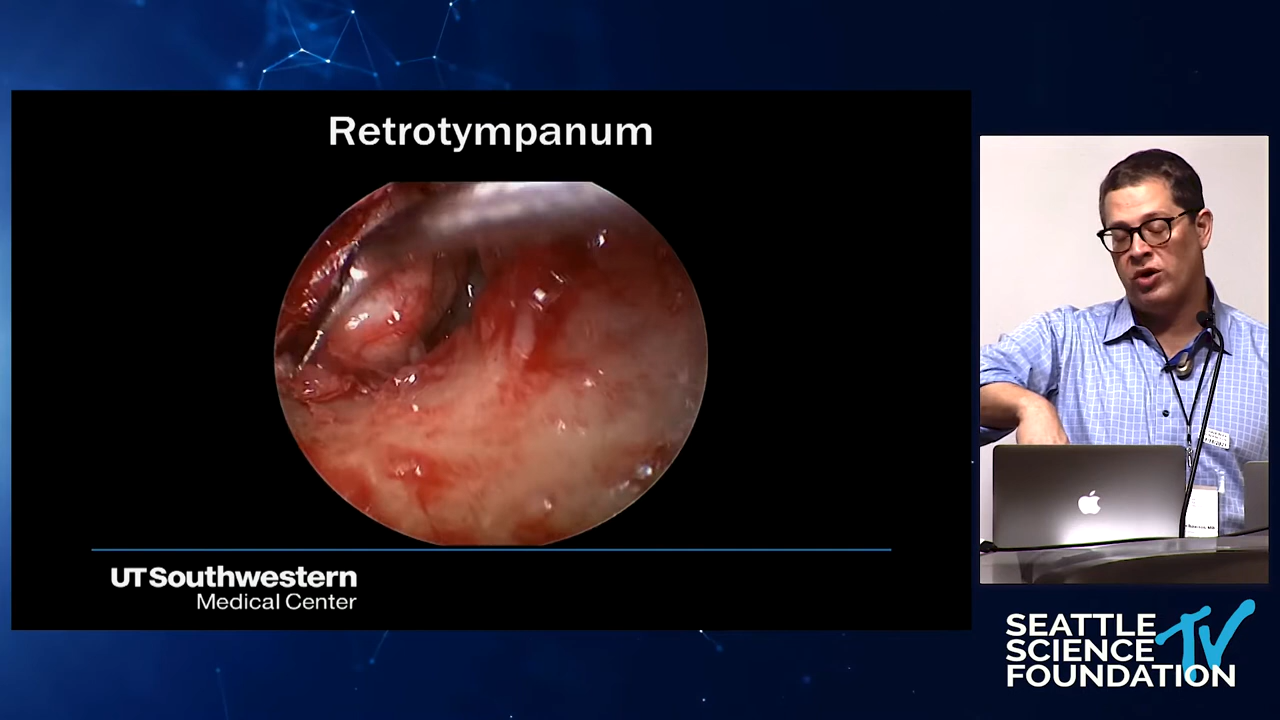 Retrotympanum
UTSouthwestern
Medical Center
SEATTLE
SCIENCE
FOUNDATION
TV